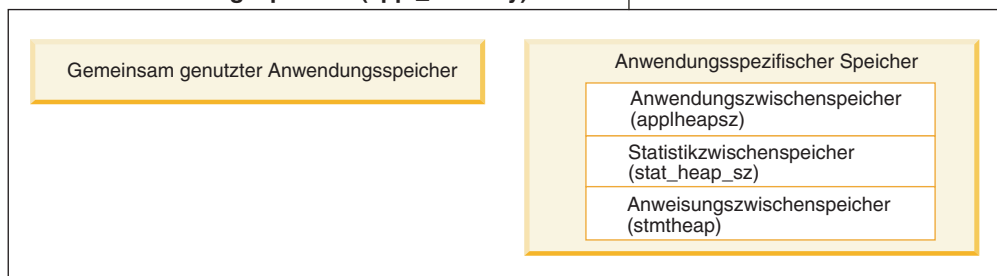 Gemeinsam genutzter Anwendungsspeicher
Anwendungsspezifischer Speicher
Anwendungszwischenspeicher
(applheapsz)
Statistikzwischenspeicher
(stat_heap_sz)
Anweisungszwischenspeicher
(stmtheap)